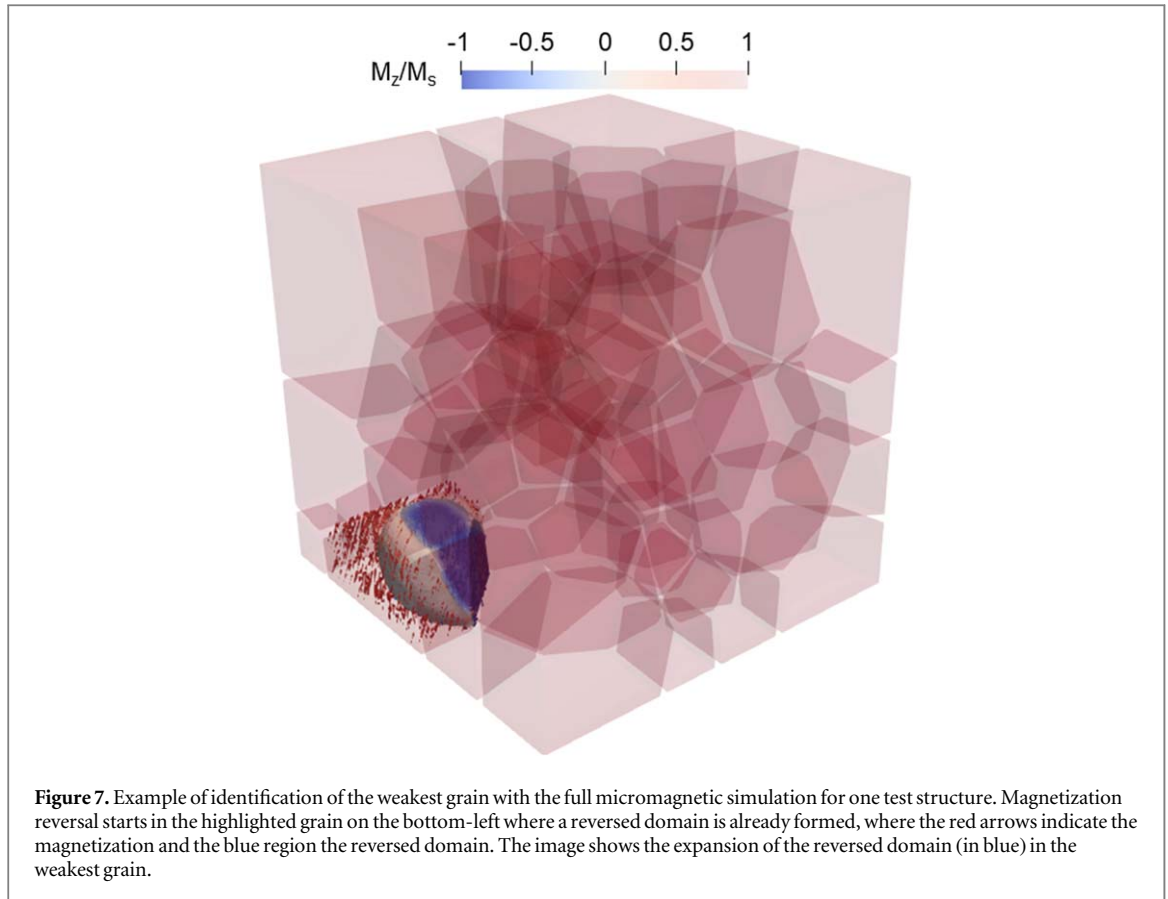 -1 -0.5 0 0.5 1
Mz/Ms
Figure 7. Example of identification of the weakest grain with the full micromagnetic simulation for one test structure. Magnetization
reversal starts in the highlighted grain on the bottom-left where a reversed domain is already formed, where the red arrows indicate the
magnetization and the blue region the reversed domain. The image shows the expansion of the reversed domain (in blue) in the
weakest grain.